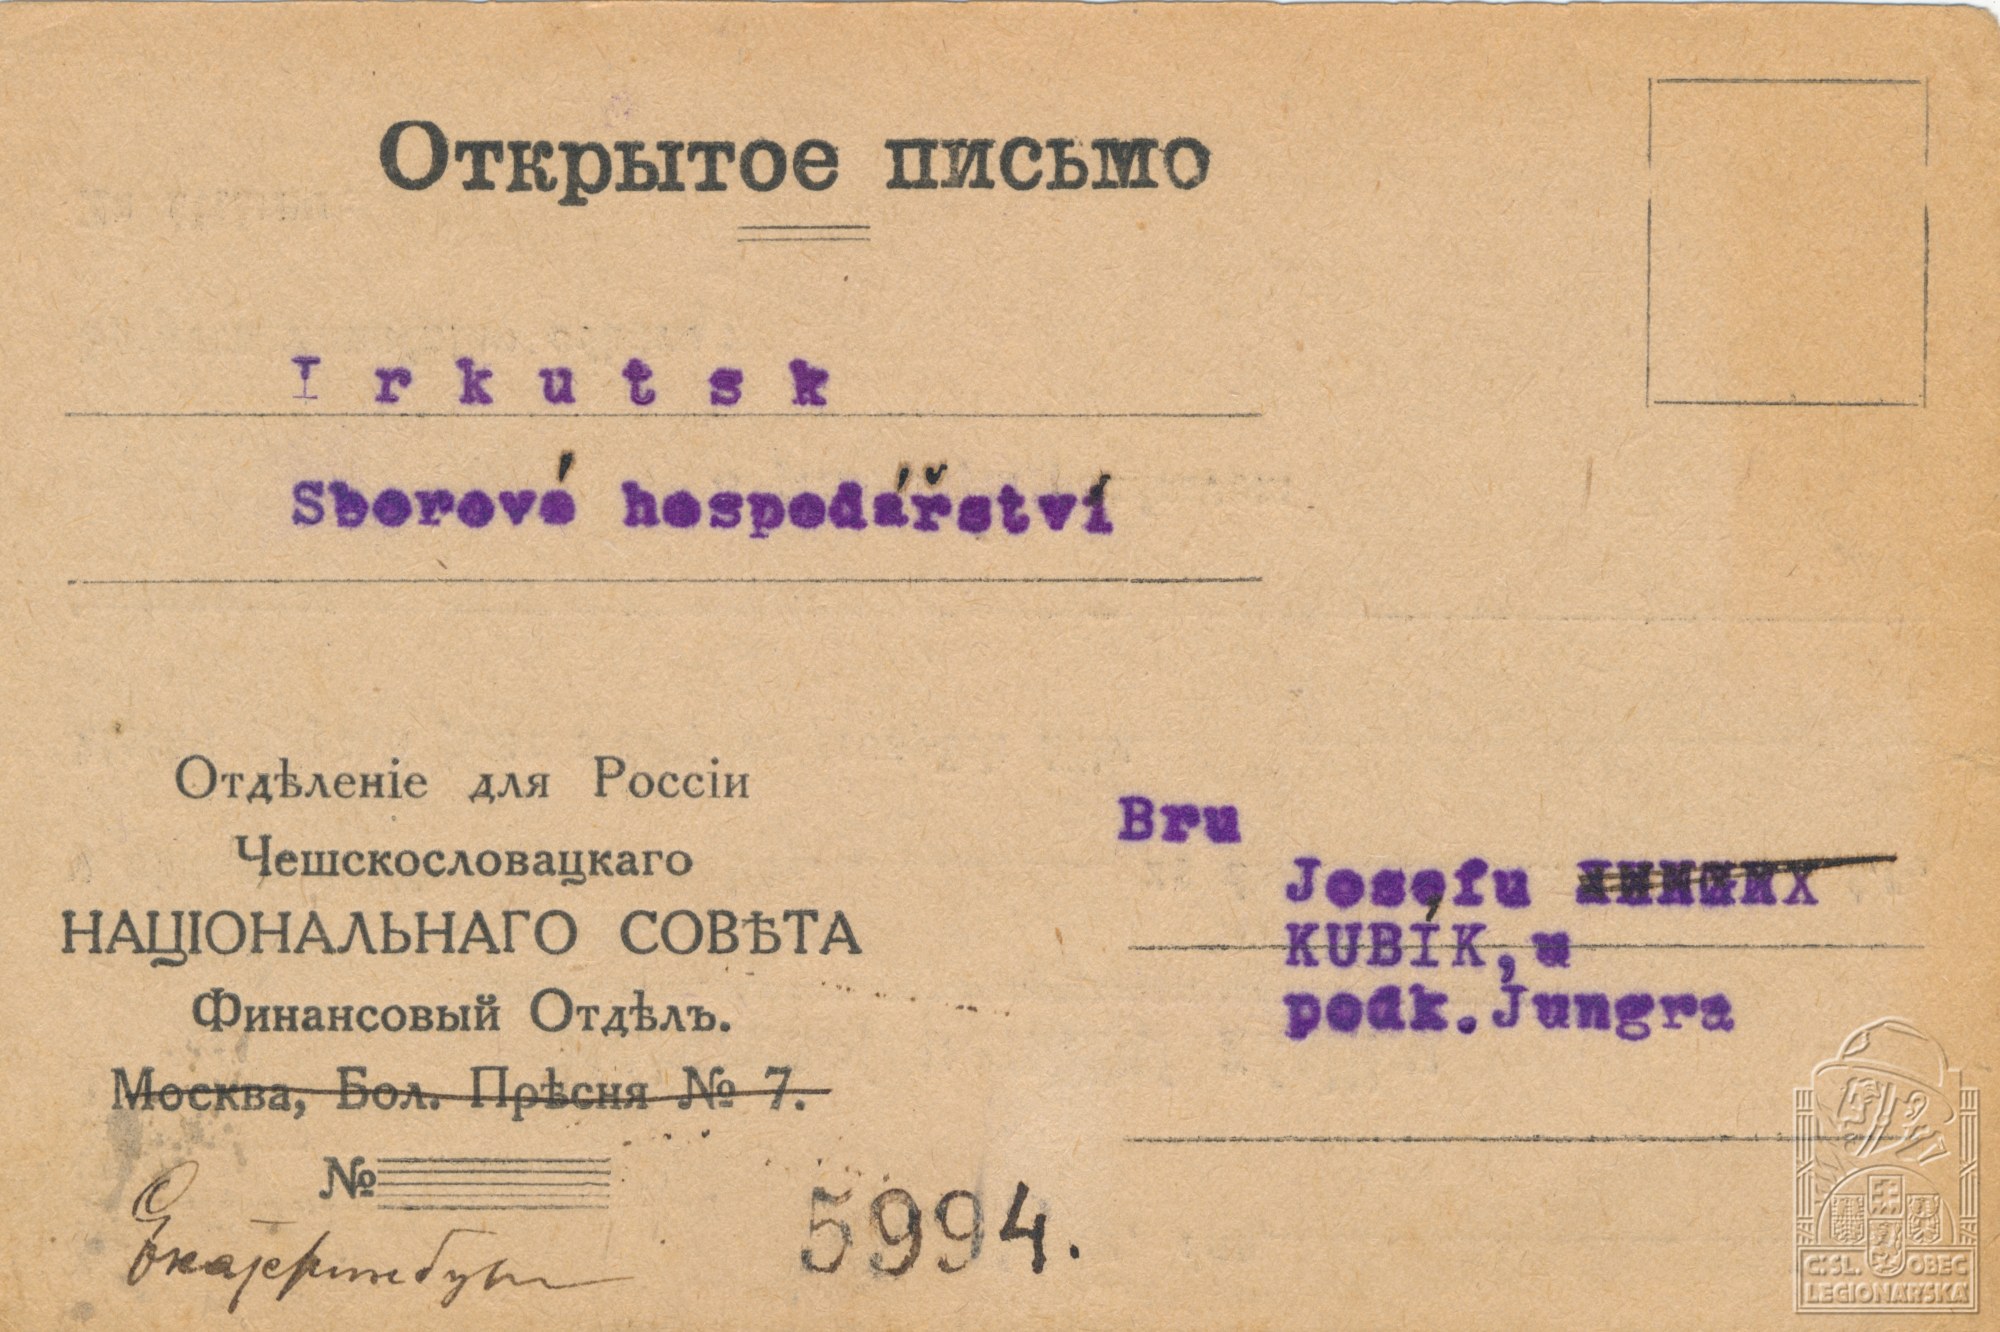 Открытое письмо
Irkutsk
Sborové hospodářství
Отдѣленіе для Россіи
Чешскословацкаго
НАЦІОНАЛЬНАГО СОВѢТА
Финансовый Отдѣлъ.
Москва, Бол. Прѣсня № 7.
№
Екатеринбург
5994.
Bru
Josefu
KUBÍK, u
podk. Jungra
Č.SL. OBEC
LEGIONÁŘSKÁ